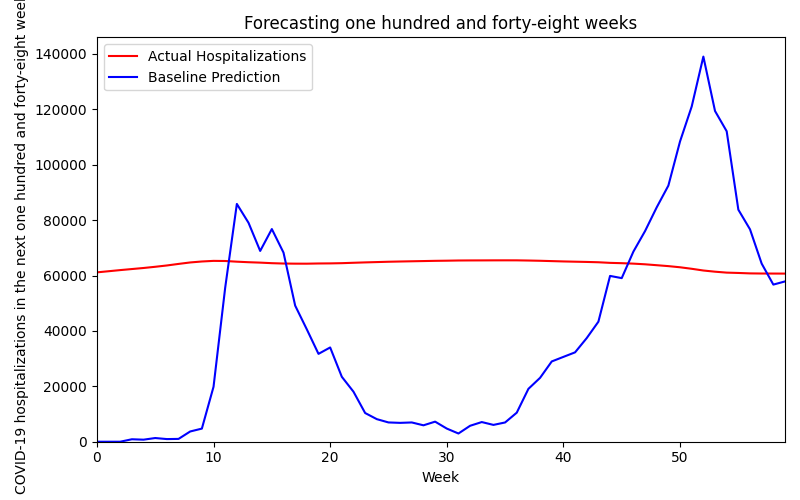 Forecasting one hundred and forty-eight weeks
COVID-19 hospitalizations in the next one hundred and forty-eight
140000
120000
100000
80000
60000
40000
20000
0
Actual Hospitalizations
Baseline Prediction
0 10 20 30 40 50
Week